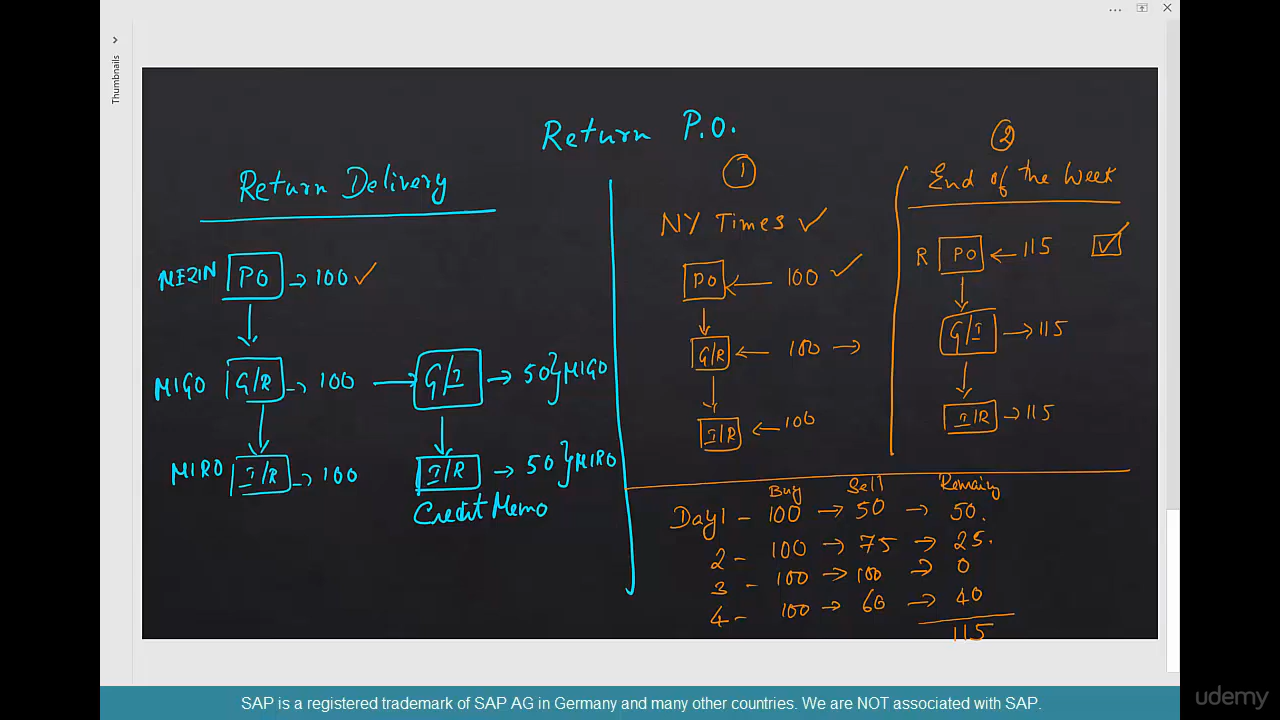 Thumbnails
Return P.O.
Return Delivery
ME21N PO → 100 ✓
MIGO G/R → 100 → G/I → 50 } MIGO
MIRO I/R → 100
I/R → 50 } MIRO
Credit Memo
①
NY Times ✓
PO ← 100 ✓
G/R ← 100 →
I/R ← 100
②
End of the Week
R PO ← 115 ✓
G/I → 115
I/R → 115
Buy Sell Remaing
Day1 - 100 → 50 → 50.
2 - 100 → 75 → 25.
3 - 100 → 100 → 0
4 - 100 → 60 → 40
115
SAP is a registered trademark of SAP AG in Germany and many other countries. We are NOT associated with SAP.
udemy